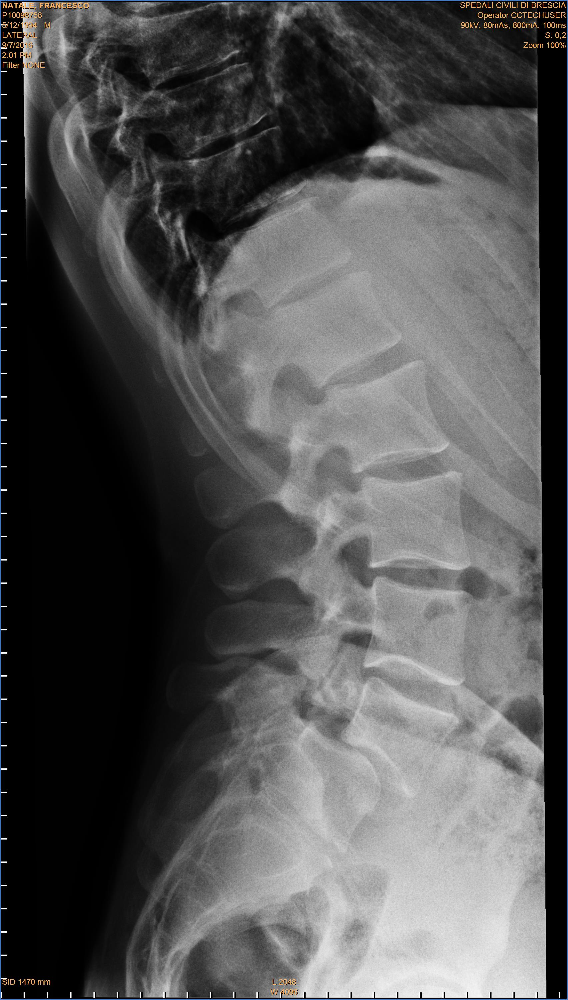 NATALE, FRANCESCO
P10098758
5/12/1994 M
LATERAL
9/7/2016
2:01 PM
Filter NONE
SPEDALI CIVILI DI BRESCIA
Operator CCTECHUSER
90kV, 80mAs, 800mA, 100ms
S: 0,2
Zoom 100%
SID 1470 mm
L 2048
W 4096